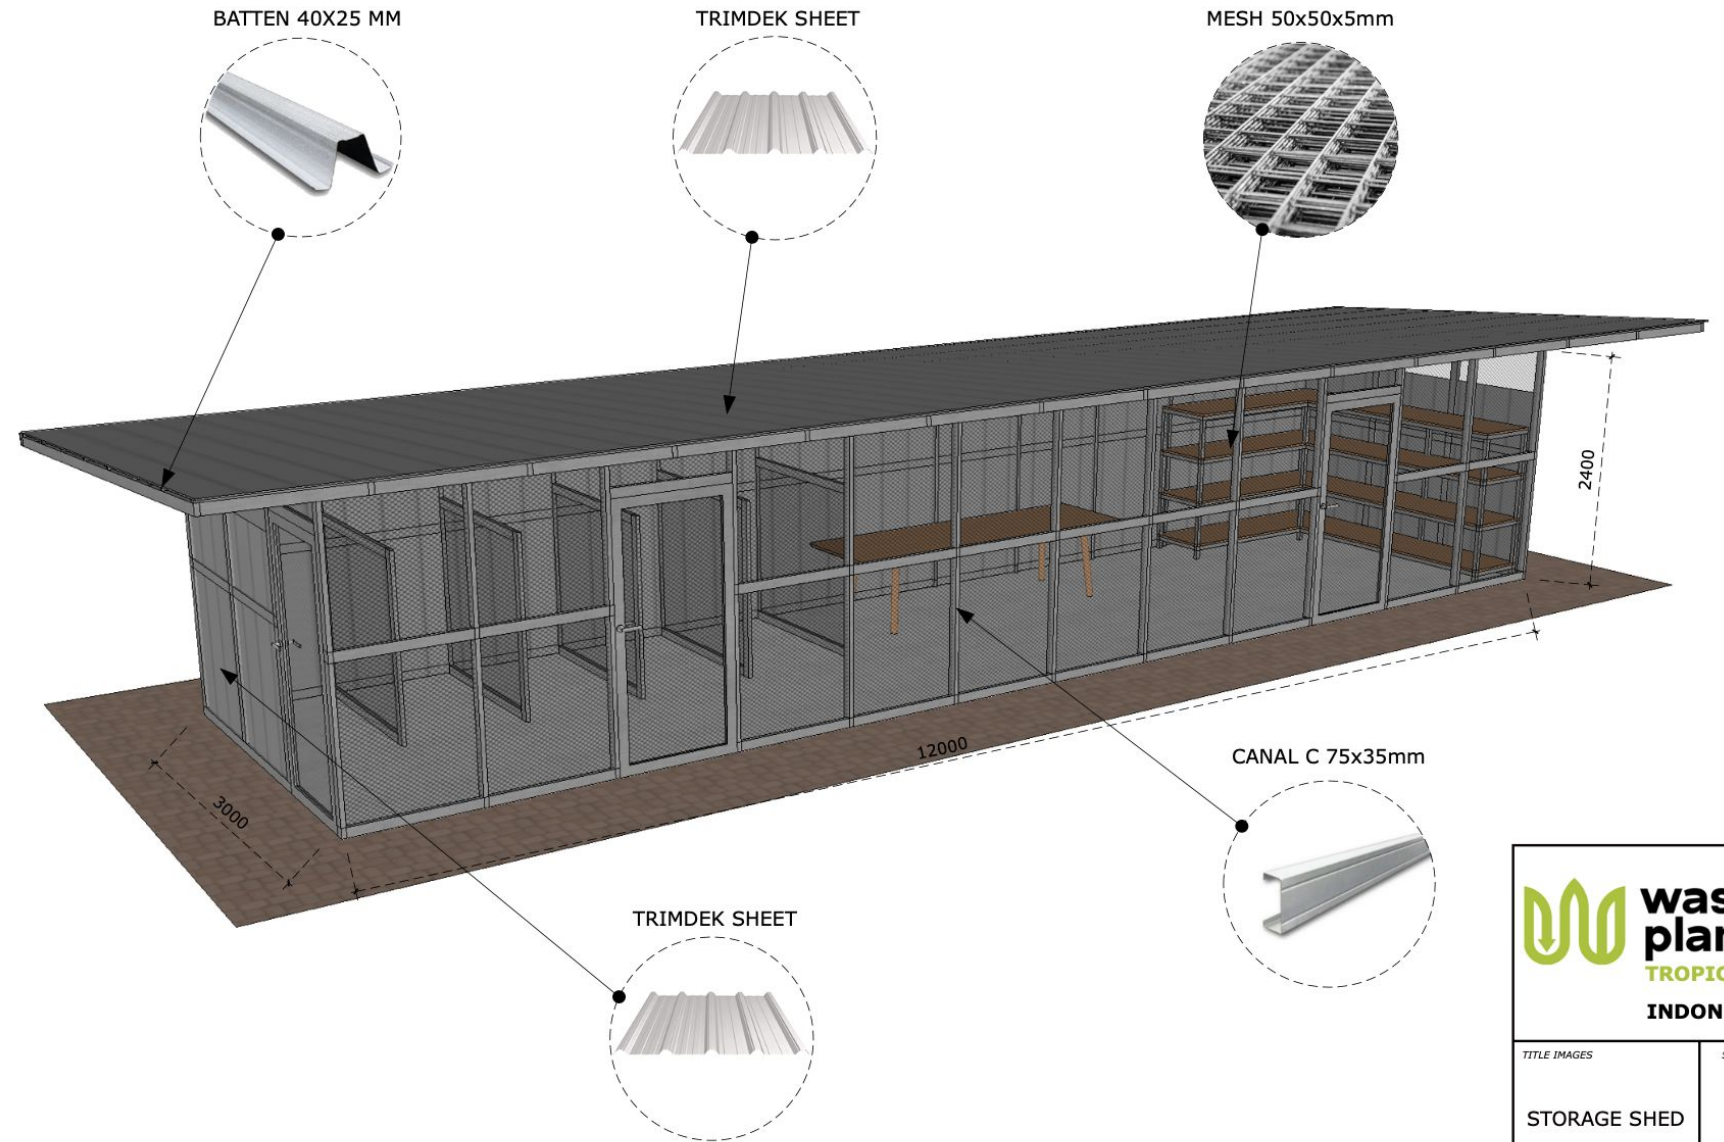 BATTEN 40X25 MM
TRIMDEK SHEET
MESH 50x50x5mm
2400
12000
3000
CANAL C 75x35mm
TRIMDEK SHEET
TITLE IMAGES
STORAGE SHED